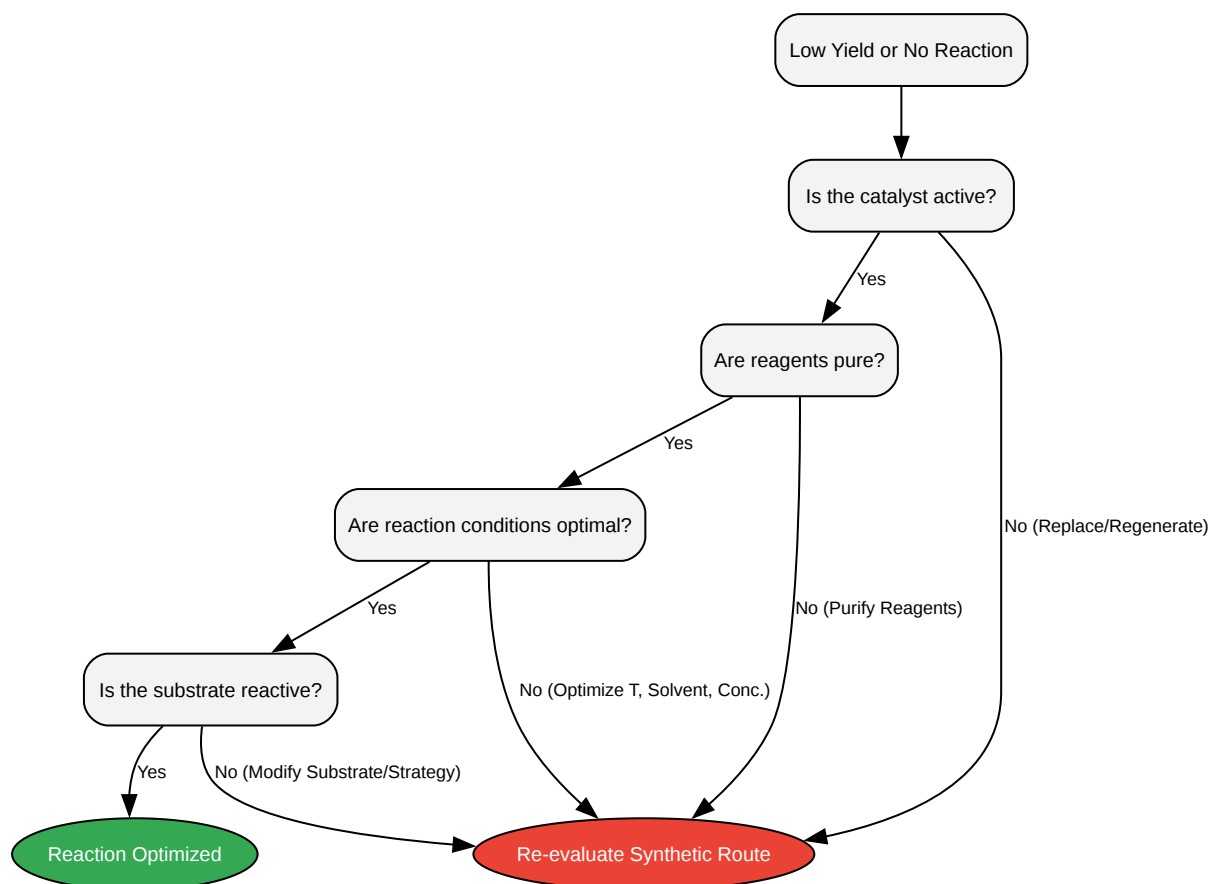 Low Yield or No Reaction
Is the catalyst active?
Yes
Are reagents pure?
Yes
Are reaction conditions optimal?
No (Replace/Regenerate)
Yes
No (Purify Reagents)
Is the substrate reactive?
No (Optimize T, Solvent, Conc.)
Yes
No (Modify Substrate/Strategy)
Reaction Optimized
Re-evaluate Synthetic Route